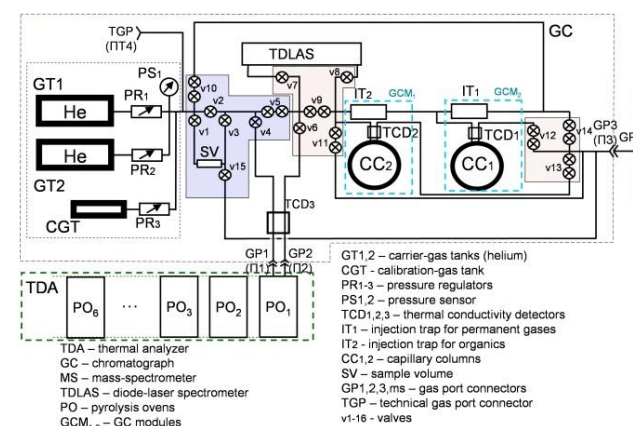 TGP
(ПТ4)
GC
TDLAS
PS1
GT1
v10
v7
v8
IT2
GCM1
IT1
GCM2
He
PR1
v2
v5
v9
v1
v3
v4
v6
v11
TCD2
TCD1
v12
v14
GP3
(П3)
He
PR2
GT2
SV
v15
CC2
CC1
v13
CGT
PR3
TCD3
GP1
(П1)
GP2
(П2)
TDA
PO6
...
PO3
PO2
PO1
TDA – thermal analyzer
GC – chromatograph
MS – mass-spectrometer
TDLAS – diode-laser spectrometer
PO – pyrolysis ovens
– GC modules
GT1,2 – carrier-gas tanks (helium)
CGT - calibration-gas tank
PR1-3 – pressure regulators
PS1,2 – pressure sensor
TCD1,2,3 – thermal conductivity detectors
IT1 – injection trap for permanent gases
IT2 - injection trap for organics
CC1,2 – capillary columns
SV – sample volume
GP1,2,3,ms – gas port connectors
TGP – technical gas port connector
v1-16 - valves